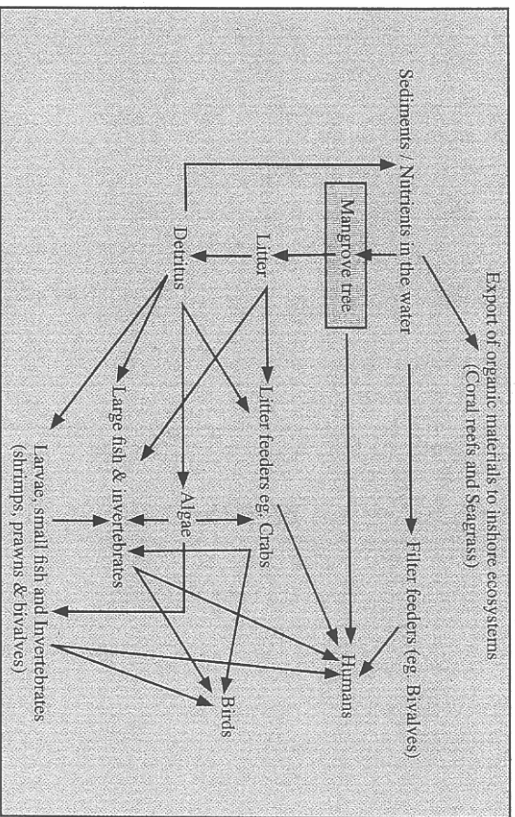 Export of organic materials to inshore ecosystems
(Coral reefs and Seagrass)
Sediments / Nutrients in the water
Filter feeders (eg. Bivalves)
Mangrove tree
Humans
Litter
Litter feeders eg. Crabs
Birds
Detritus
Algae
Large fish & invertebrates
Larvae, small fish and Invertebrates
(shrimps, prawns & bivalves)